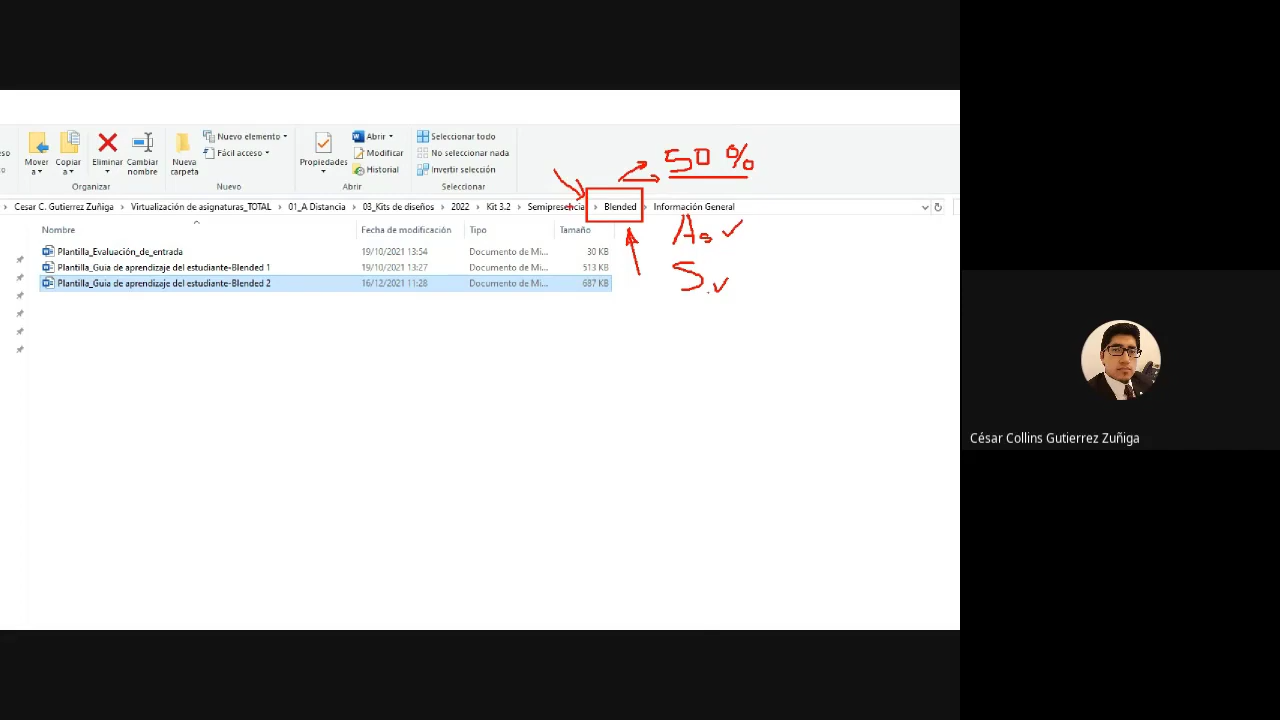 Mover a
Copiar a
Eliminar
Cambiar nombre
Organizar
Nueva carpeta
Nuevo elemento
Fácil acceso
Nuevo
Propiedades
Abrir
Modificar
Historial
Abrir
Seleccionar todo
No seleccionar nada
Invertir selección
Seleccionar
50 %
Cesar C. Gutierrez Zuñiga > Virtualización de asignaturas_TOTAL > 01_A Distancia > 03_Kits de diseños > 2022 > Kit 3.2 > Semipresencia > Blended > Información General
Nombre Fecha de modificación Tipo Tamaño
As ✓
Plantilla_Evaluación_de_entrada 19/10/2021 13:54 Documento de Mi... 30 KB
Plantilla_Guia de aprendizaje del estudiante-Blended 1 19/10/2021 13:27 Documento de Mi... 513 KB
Plantilla_Guia de aprendizaje del estudiante-Blended 2 16/12/2021 11:28 Documento de Mi... 687 KB
S. ✓
César Collins Gutierrez Zuñiga